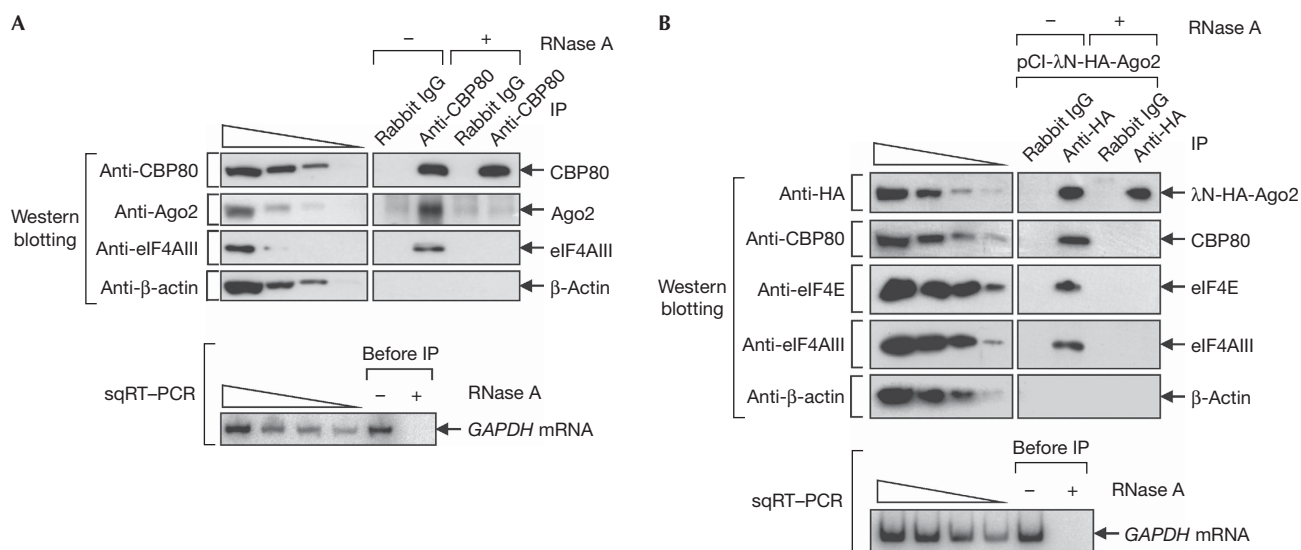 A
− + RNase A
Rabbit IgG Anti-CBP80 Rabbit IgG Anti-CBP80 IP
Western blotting
Anti-CBP80 CBP80
Anti-Ago2 Ago2
Anti-eIF4AIII eIF4AIII
Anti-β-actin β-Actin
sqRT–PCR
Before IP
− + RNase A
GAPDH mRNA
B
− + RNase A
pCI-λN-HA-Ago2
Rabbit IgG Anti-HA Rabbit IgG Anti-HA IP
Western blotting
Anti-HA λN-HA-Ago2
Anti-CBP80 CBP80
Anti-eIF4E eIF4E
Anti-eIF4AIII eIF4AIII
Anti-β-actin β-Actin
sqRT–PCR
Before IP
− + RNase A
GAPDH mRNA